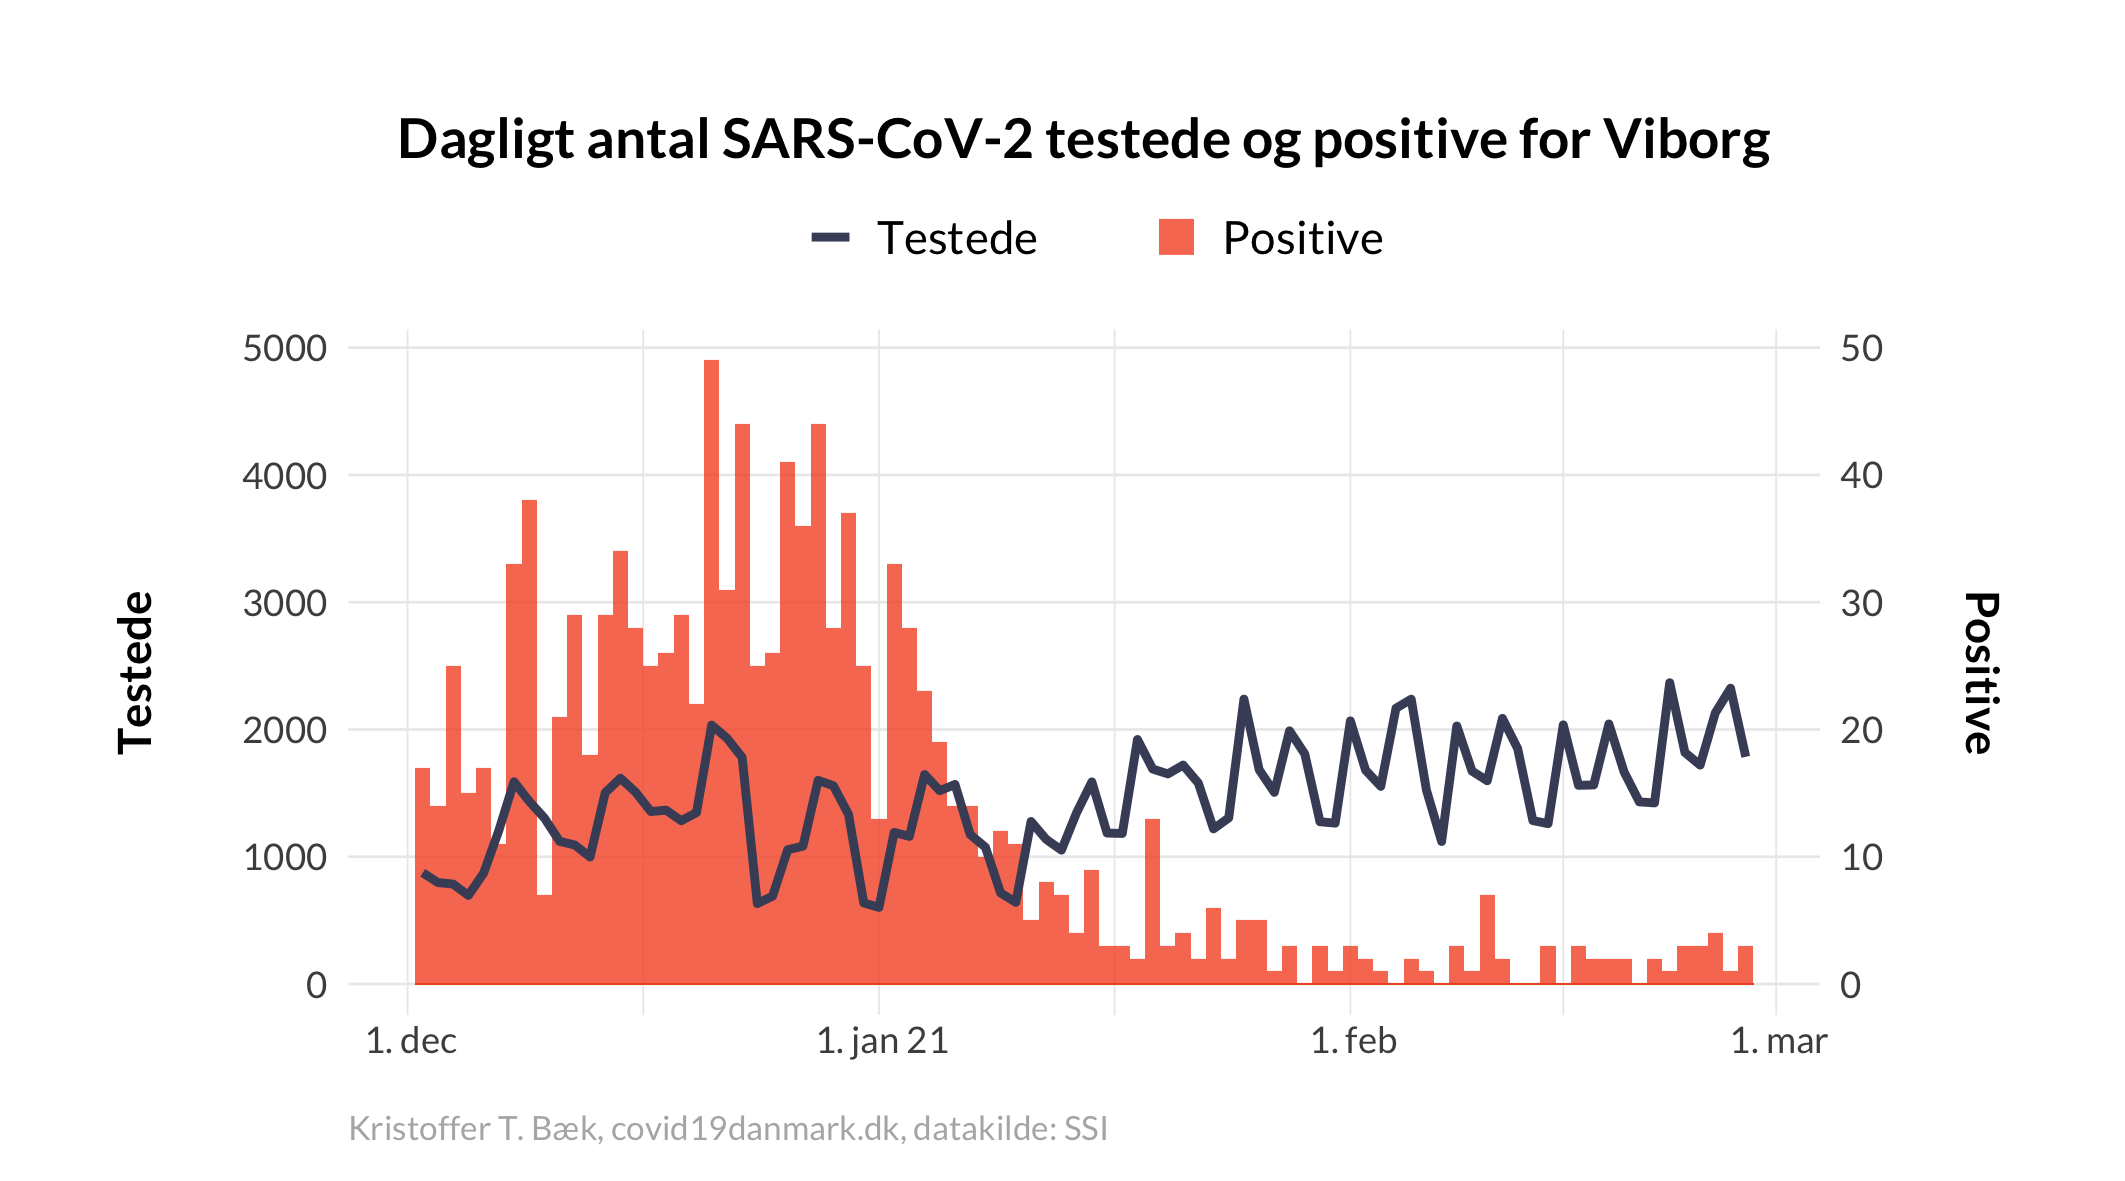 Dagligt antal SARS-CoV-2 testede og positive for Viborg
Testede Positive
5000 50
4000 40
3000 30
2000 20
1000 10
0 0
Testede
Positive
1. dec 1. jan 21 1. feb 1. mar
Kristoffer T. Bæk, covid19danmark.dk, datakilde: SSI